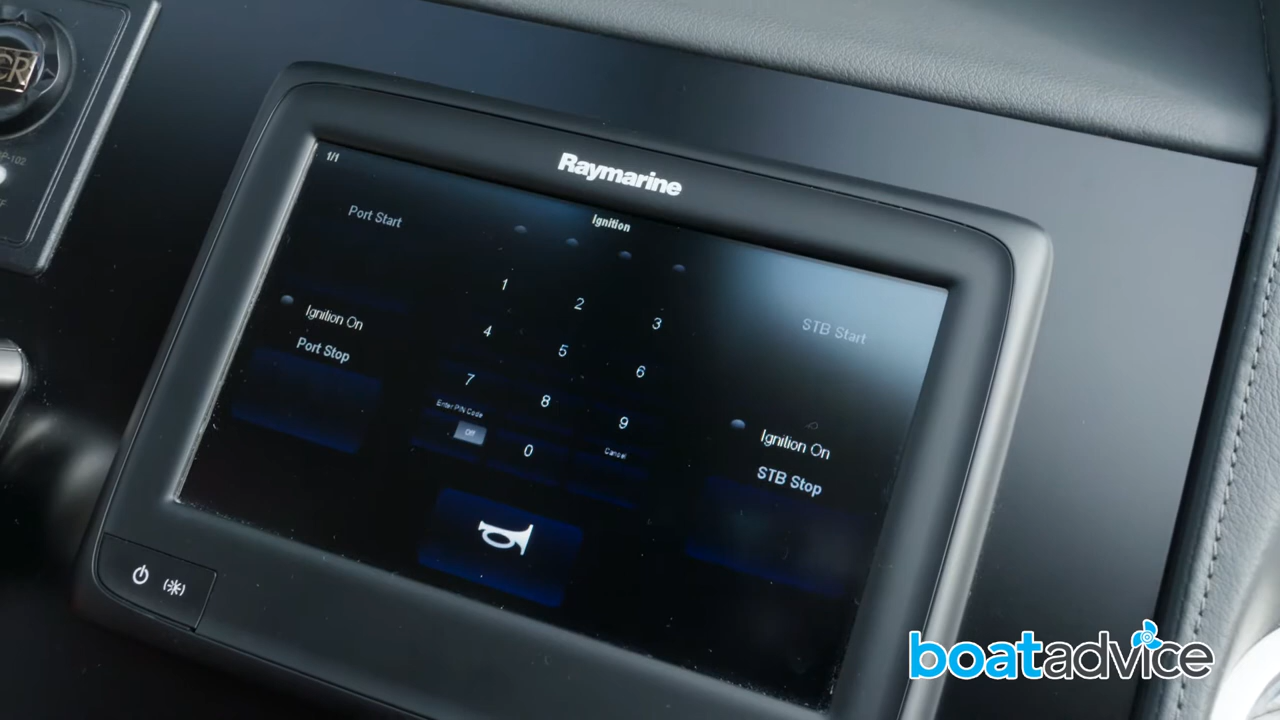 CR
Raymarine
1/1
Ignition
Port Start
STB Start
1 2 3
4 5 6
7 8 9
Enter PIN Code
Off
0
Cancel
Ignition On
Port Stop
Ignition On
STB Stop
boatadvice